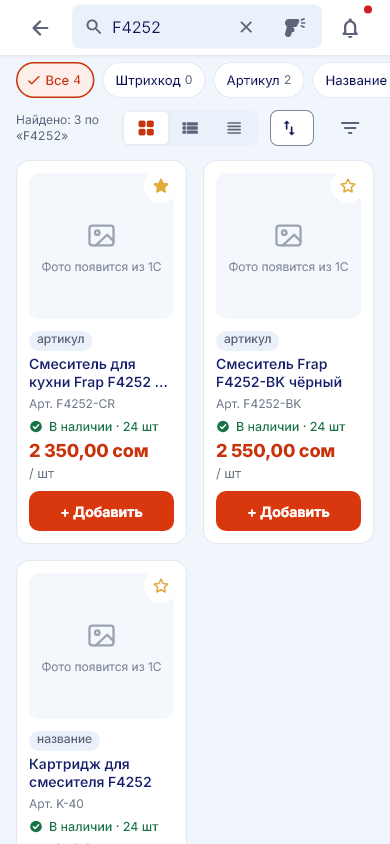 F4252
Все 4
Штрихкод 0
Артикул 2
Название
Найдено: 3 по
«F4252»
Фото появится из 1С
Фото появится из 1С
артикул
артикул
Смеситель для
кухни Frap F4252 ...
Смеситель Frap
F4252-BK чёрный
Арт. F4252-CR
Арт. F4252-BK
В наличии · 24 шт
В наличии · 24 шт
2 350,00 сом
/ шт
2 550,00 сом
/ шт
+ Добавить
+ Добавить
Фото появится из 1С
название
Картридж для
смесителя F4252
Арт. K-40
В наличии · 24 шт